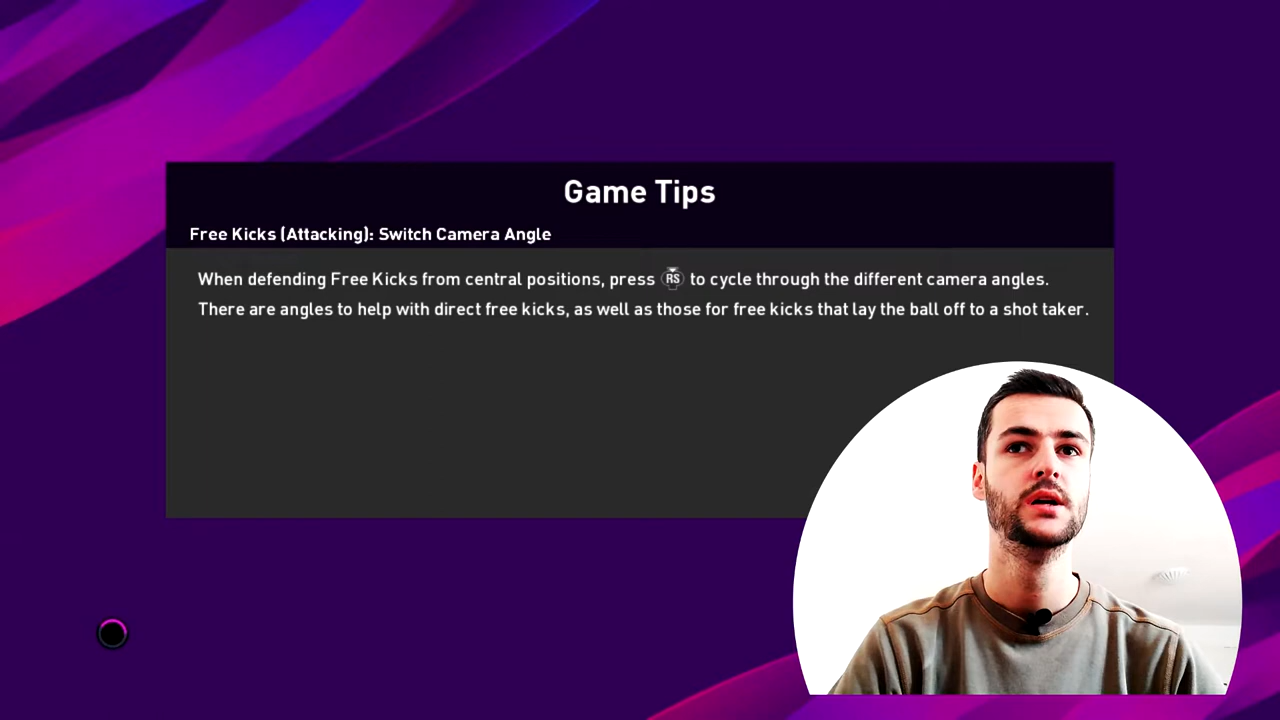 Game Tips
Free Kicks (Attacking): Switch Camera Angle
When defending Free Kicks from central positions, press RS to cycle through the different camera angles.
There are angles to help with direct free kicks, as well as those for free kicks that lay the ball off to a shot taker.